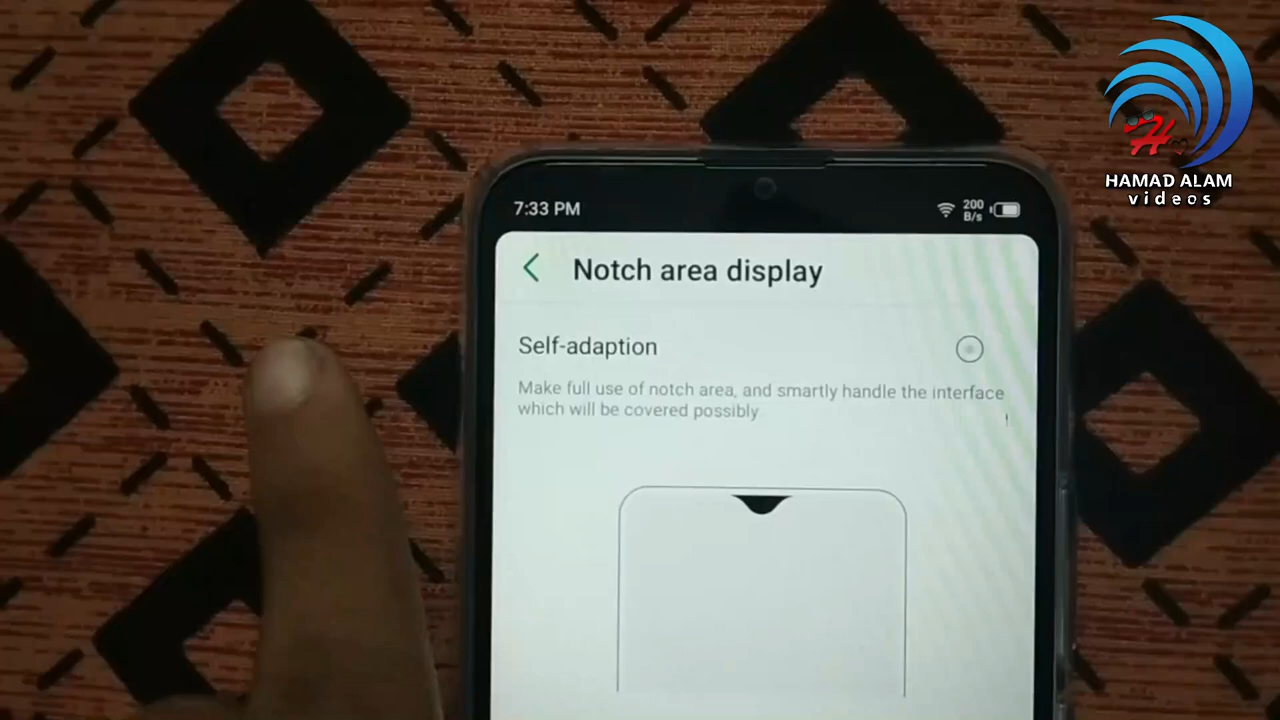 HAMAD ALAM
videos
7:33 PM
200
B/s
Notch area display
Self-adaption
Make full use of notch area, and smartly handle the interface
which will be covered possibly